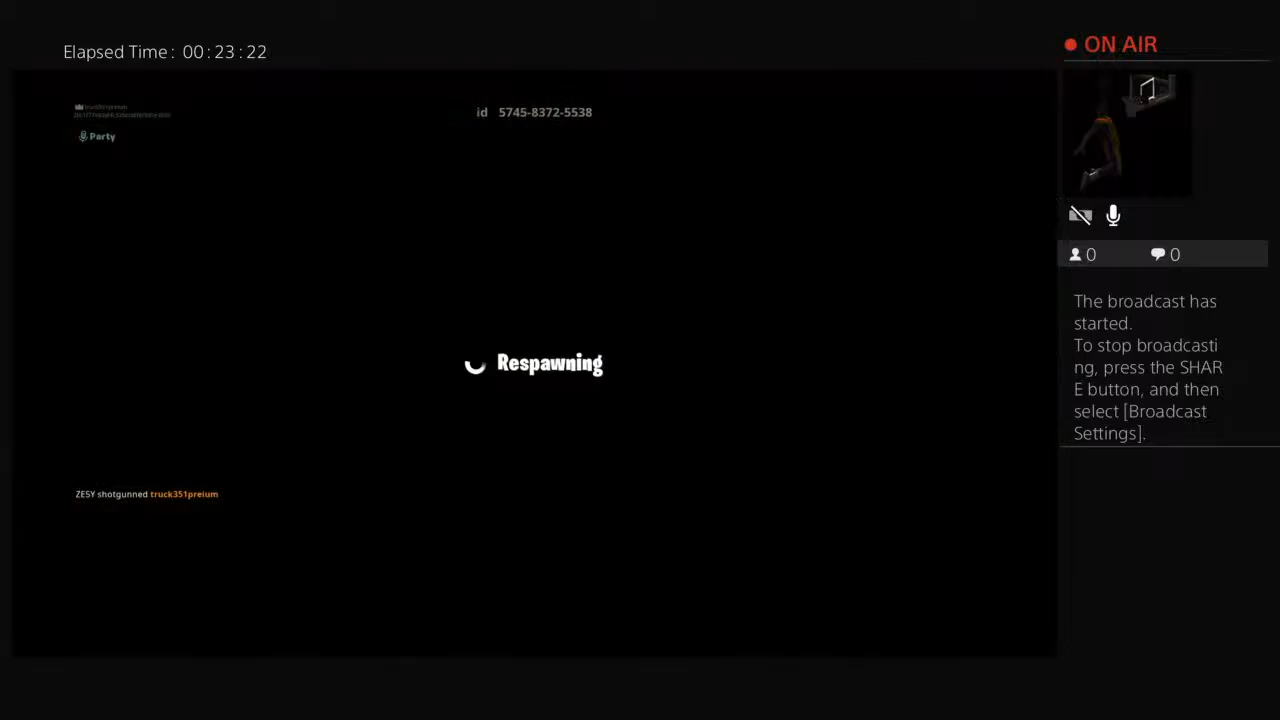 Elapsed Time: 00:23:22
ON AIR
truck351preium
id 5745-8372-5538
Party
0 0
The broadcast has
started.
To stop broadcasti
ng, press the SHAR
E button, and then
select [Broadcast
Settings].
Respawning
ZESY shotgunned truck351preium